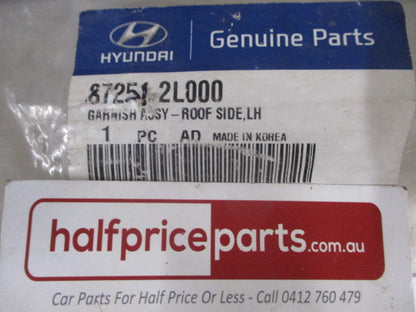 HYUNDAI
Genuine Parts
87251-2L000
GARNISH ASSY-ROOF SIDE,LH
1 PC AD MADE IN KOREA
halfpriceparts.com.au
Car Parts For Half Price Or Less - Call 0412 760 479